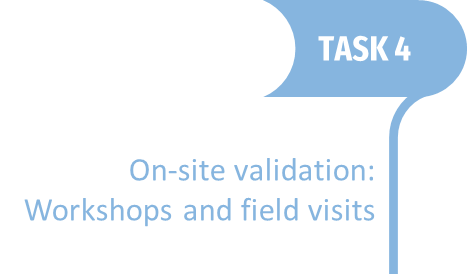 TASK 4
On-site validation:
Workshops and field visits